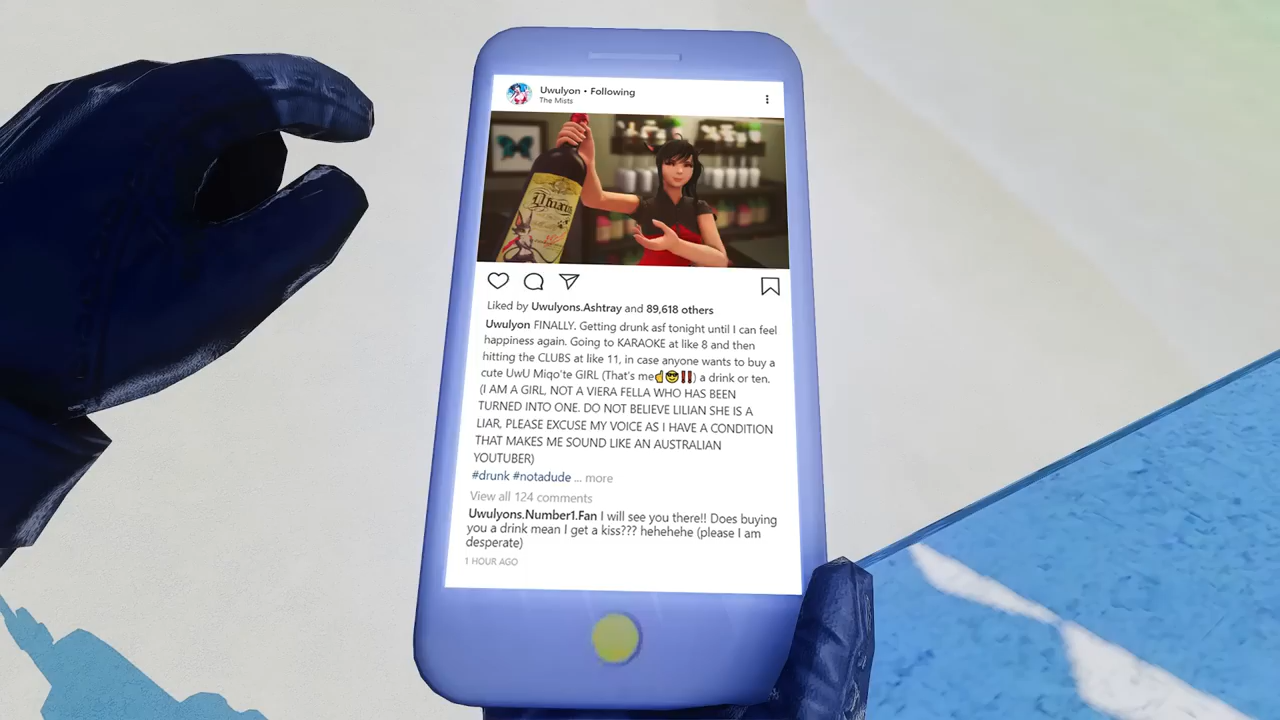 Uwulyon • Following
The Mists
Liked by Uwulyons.Ashtray and 89,618 others
Uwulyon FINALLY. Getting drunk asf tonight until I can feel
happiness again. Going to KARAOKE at like 8 and then
hitting the CLUBS at like 11, in case anyone wants to buy a
cute UwU Miqo'te GIRL (That's me☝😎‼) a drink or ten.
(I AM A GIRL, NOT A VIERA FELLA WHO HAS BEEN
TURNED INTO ONE. DO NOT BELIEVE LILIAN SHE IS A
LIAR, PLEASE EXCUSE MY VOICE AS I HAVE A CONDITION
THAT MAKES ME SOUND LIKE AN AUSTRALIAN
YOUTUBER)
#drunk #notadude ... more
View all 124 comments
Uwulyons.Number1.Fan I will see you there!! Does buying
you a drink mean I get a kiss??? hehehehe (please I am
desperate)
1 HOUR AGO